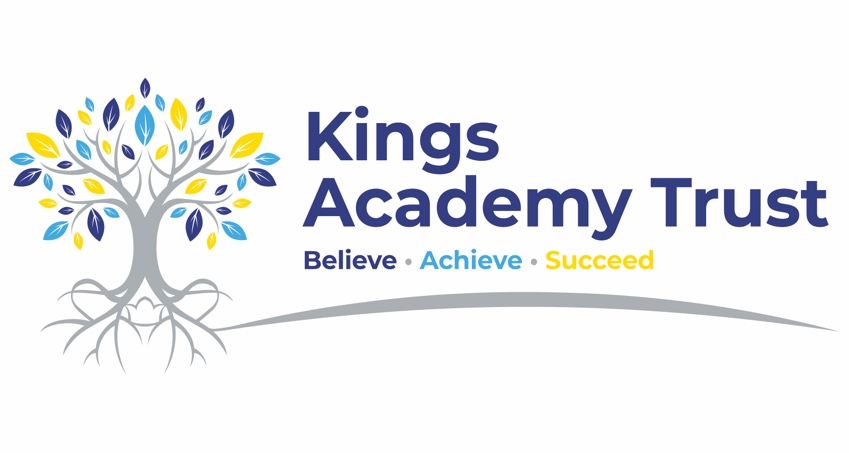 Kings
Academy Trust
Believe • Achieve • Succeed